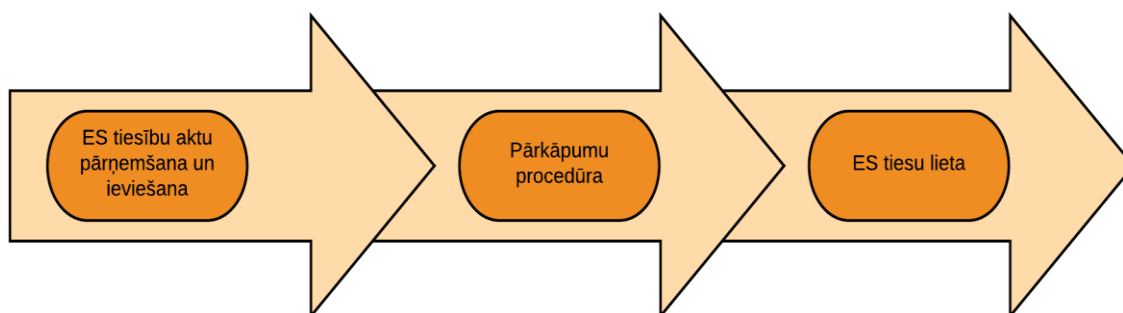 ES tiesību aktu
pārņemšana un
ieviešana
Pārkāpumu
procedūra
ES tiesu lieta